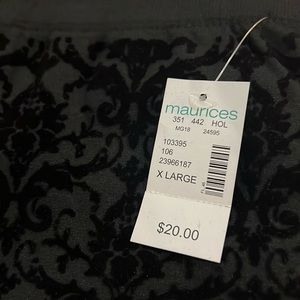 maurices
351 442 HOL
MG18 24595
103395
106
23966187
X LARGE
$20.00